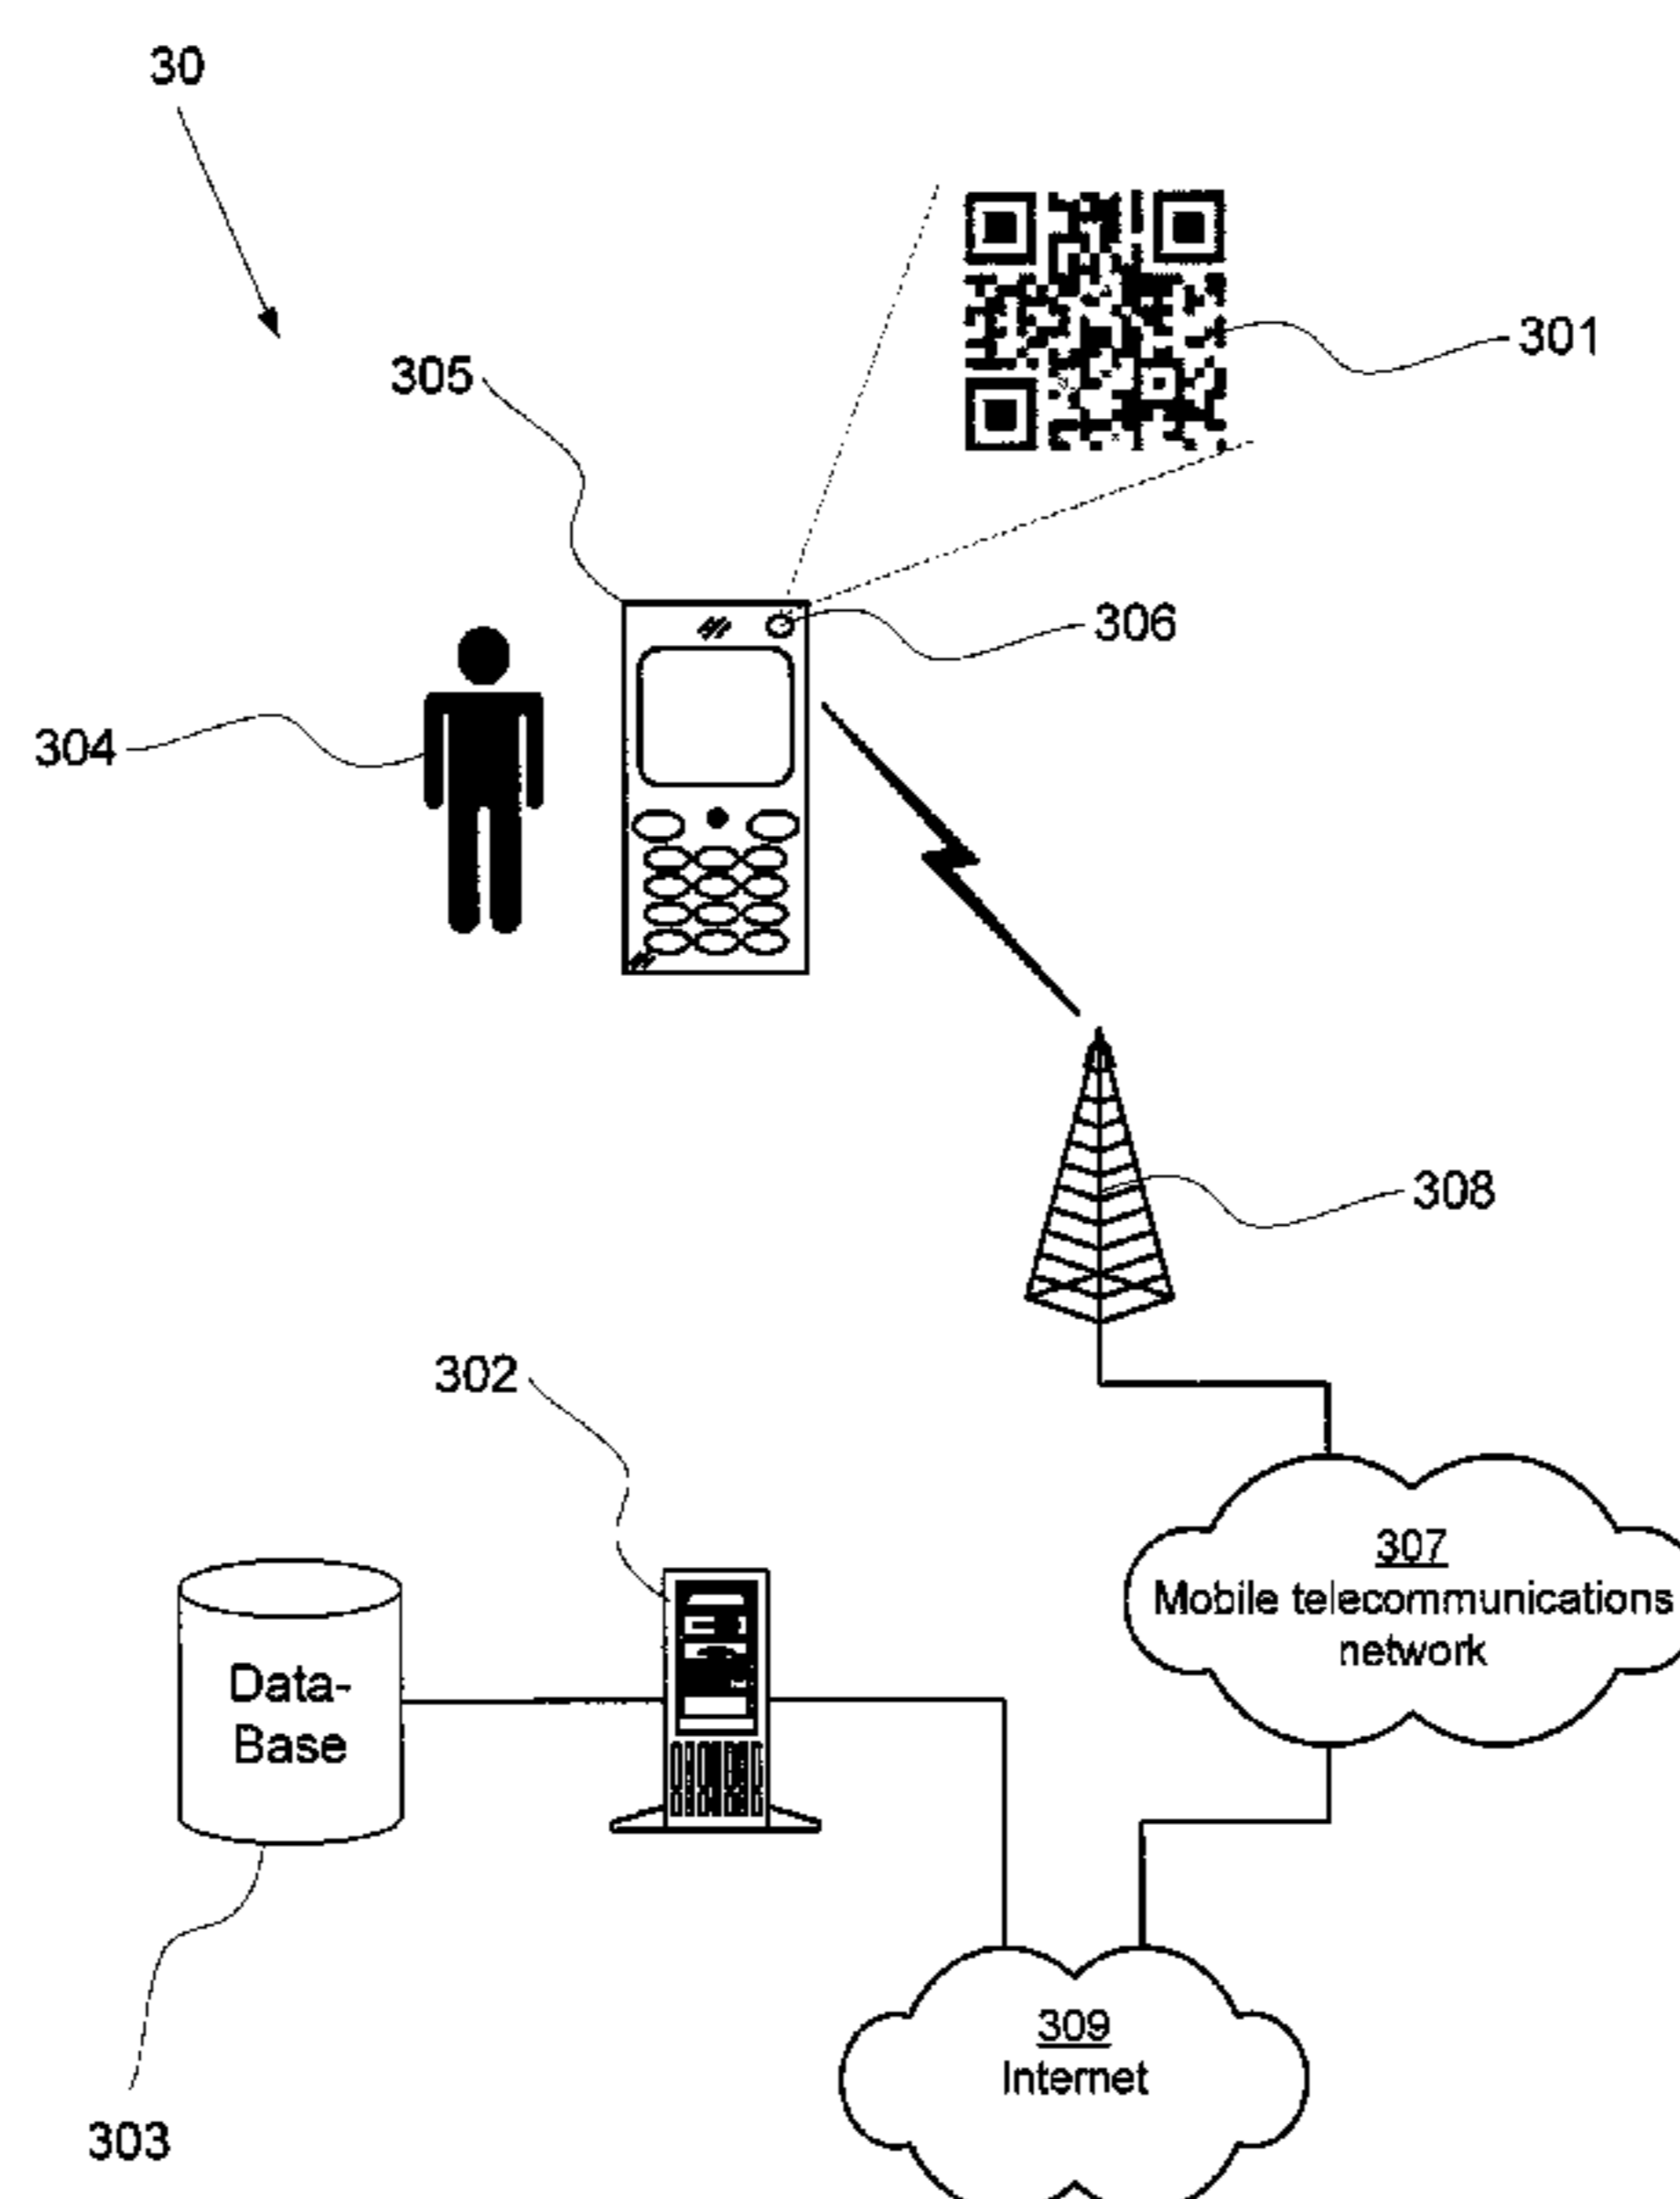 30
301
305
306
304
308
302
307
Mobile telecommunications
network
Data-
Base
309
Internet
303